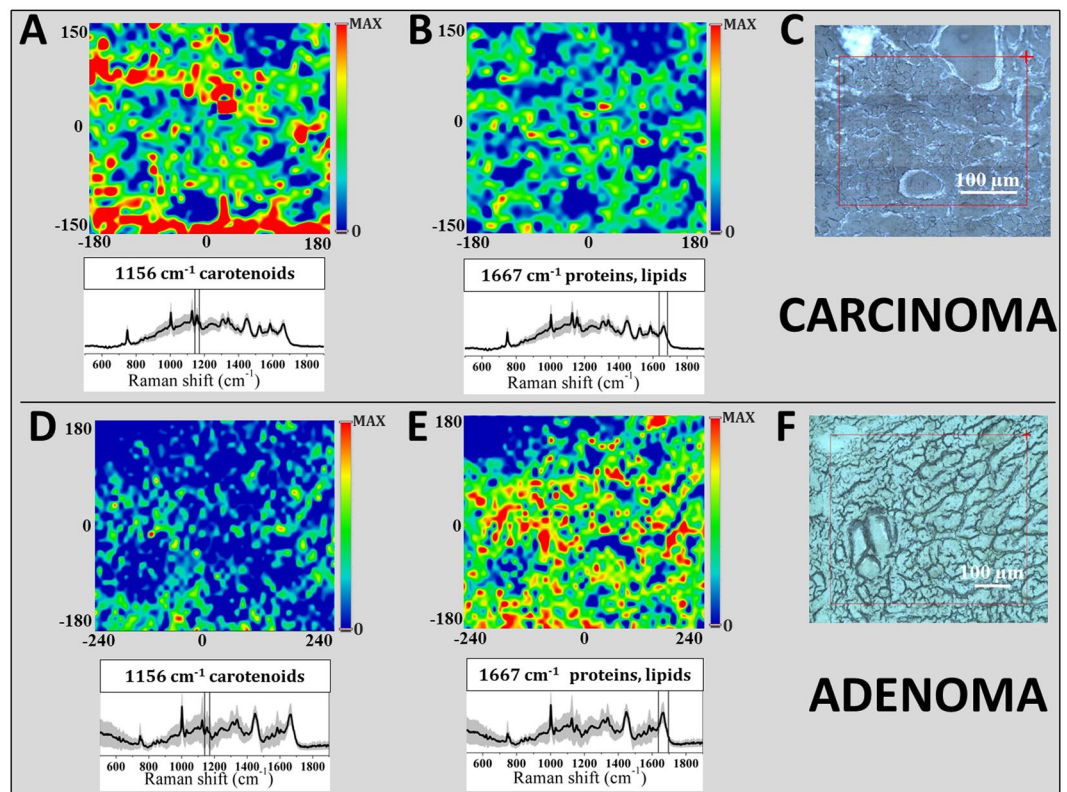 A
150
0
-150
-180 0 180
MAX
0
1156 cm-1 carotenoids
600 800 1000 1200 1400 1600 1800
Raman shift (cm-1)
B
150
0
-150
-180 0 180
MAX
0
1667 cm-1 proteins, lipids
600 800 1000 1200 1400 1600 1800
Raman shift (cm-1)
C
100 µm
CARCINOMA
D
180
0
-180
-240 0 240
MAX
0
1156 cm-1 carotenoids
600 800 1000 1200 1400 1600 1800
Raman shift (cm-1)
E
180
0
-180
-240 0 240
MAX
0
1667 cm-1 proteins, lipids
600 800 1000 1200 1400 1600 1800
Raman shift (cm-1)
F
100 µm
ADENOMA